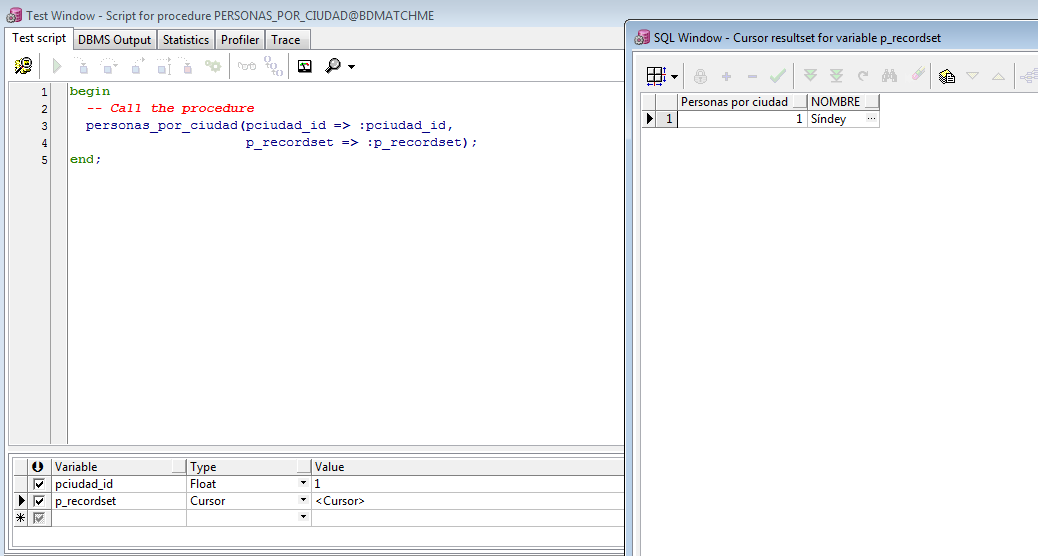 Test Window - Script for procedure PERSONAS_POR_CIUDAD@BDMATCHME
Test script DBMS Output Statistics Profiler Trace
1 begin
2 -- Call the procedure
3 personas_por_ciudad(pciudad_id => :pciudad_id,
4 p_recordset => :p_recordset);
5 end;
Variable Type Value
pciudad_id Float 1
p_recordset Cursor <Cursor>
SQL Window - Cursor resultset for variable p_recordset
Personas por ciudad NOMBRE
1 1 Síndey ...